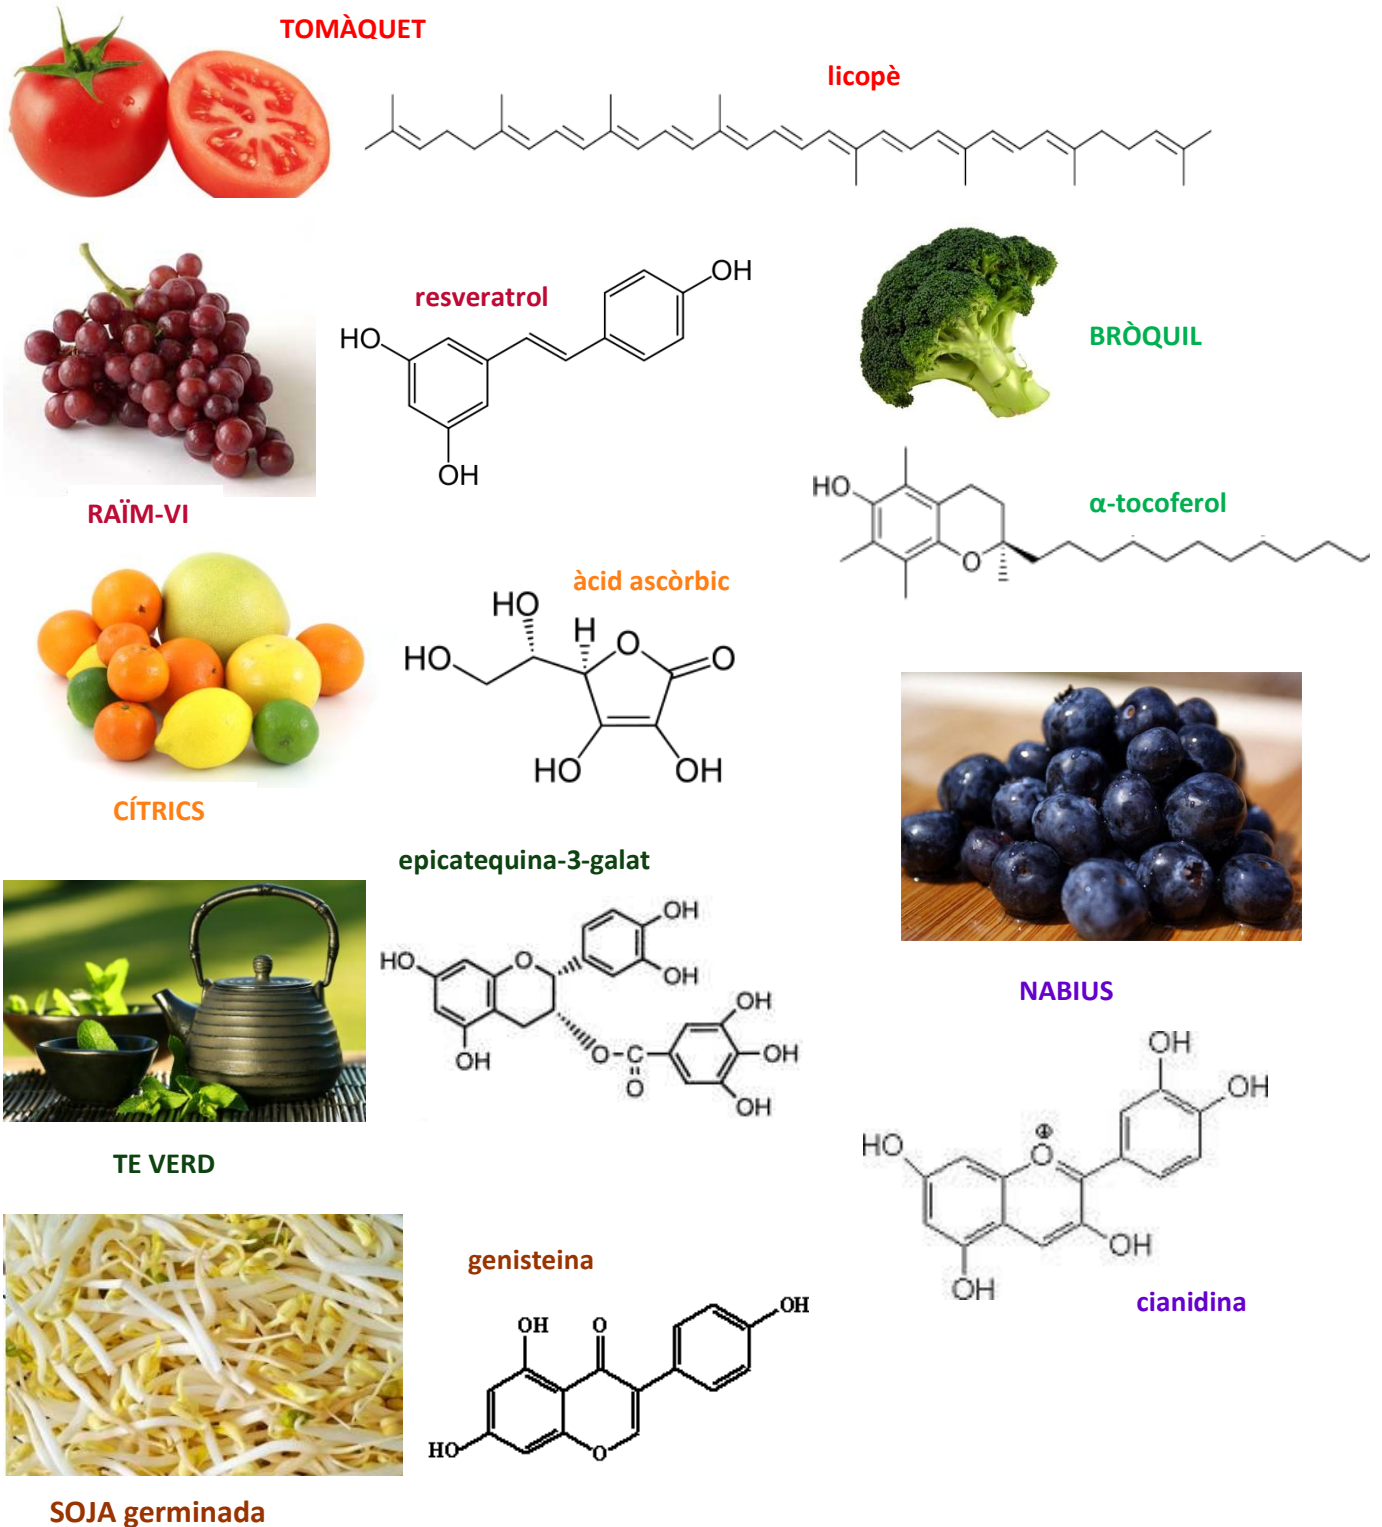 TOMÀQUET
licopè
resveratrol
OH
HO
OH
RAÏM-VI
BRÒQUIL
HO
α-tocoferol
O
àcid ascòrbic
HO
H
O
O
HO
HO
OH
CÍTRICS
epicatequina-3-galat
OH
HO
O
OH
OH
OH
O
C
OH
O
OH
TE VERD
NABIUS
OH
OH
HO
⊕
O
OH
OH
cianidina
genisteina
OH
O
OH
HO
O
SOJA germinada